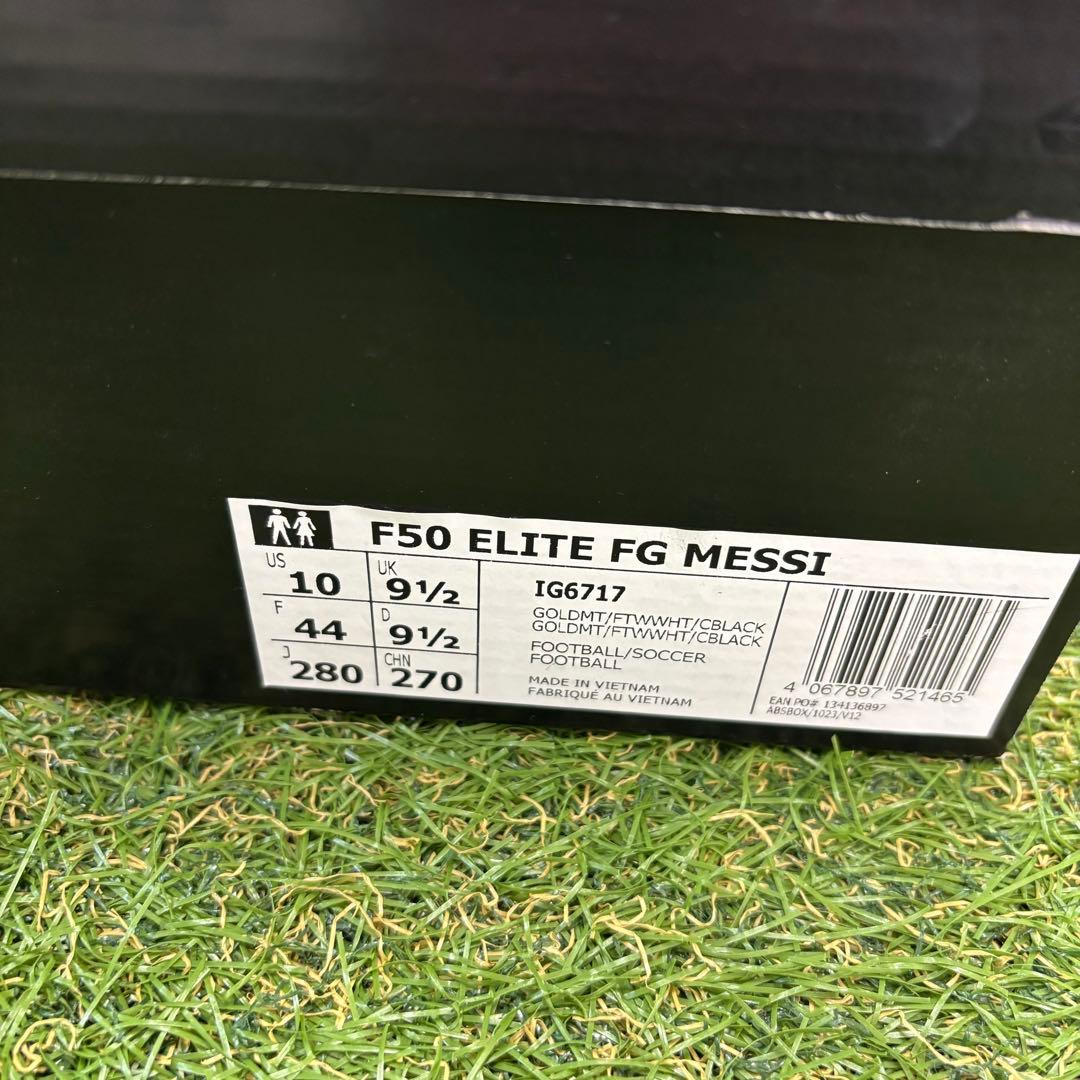 F50 ELITE FG MESSI
US 10 UK 9½
F 44 D 9½
J 280 CHN 270
IG6717
GOLDMT/FTWWHT/CBLACK
GOLDMT/FTWWHT/CBLACK
FOOTBALL/SOCCER
FOOTBALL
MADE IN VIETNAM
FABRIQUÉ AU VIETNAM
4 067897 521465
EAN PO# 134136897
ABSBOX/1023/V12